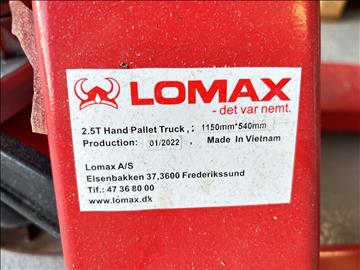 LOMAX
- det var nemt.
2.5T Hand Pallet Truck , 1150mm*540mm
Production: 01/2022 , Made In Vietnam
Lomax A/S
Elsenbakken 37,3600 Frederikssund
Tif.: 47 36 80 00
www.lomax.dk